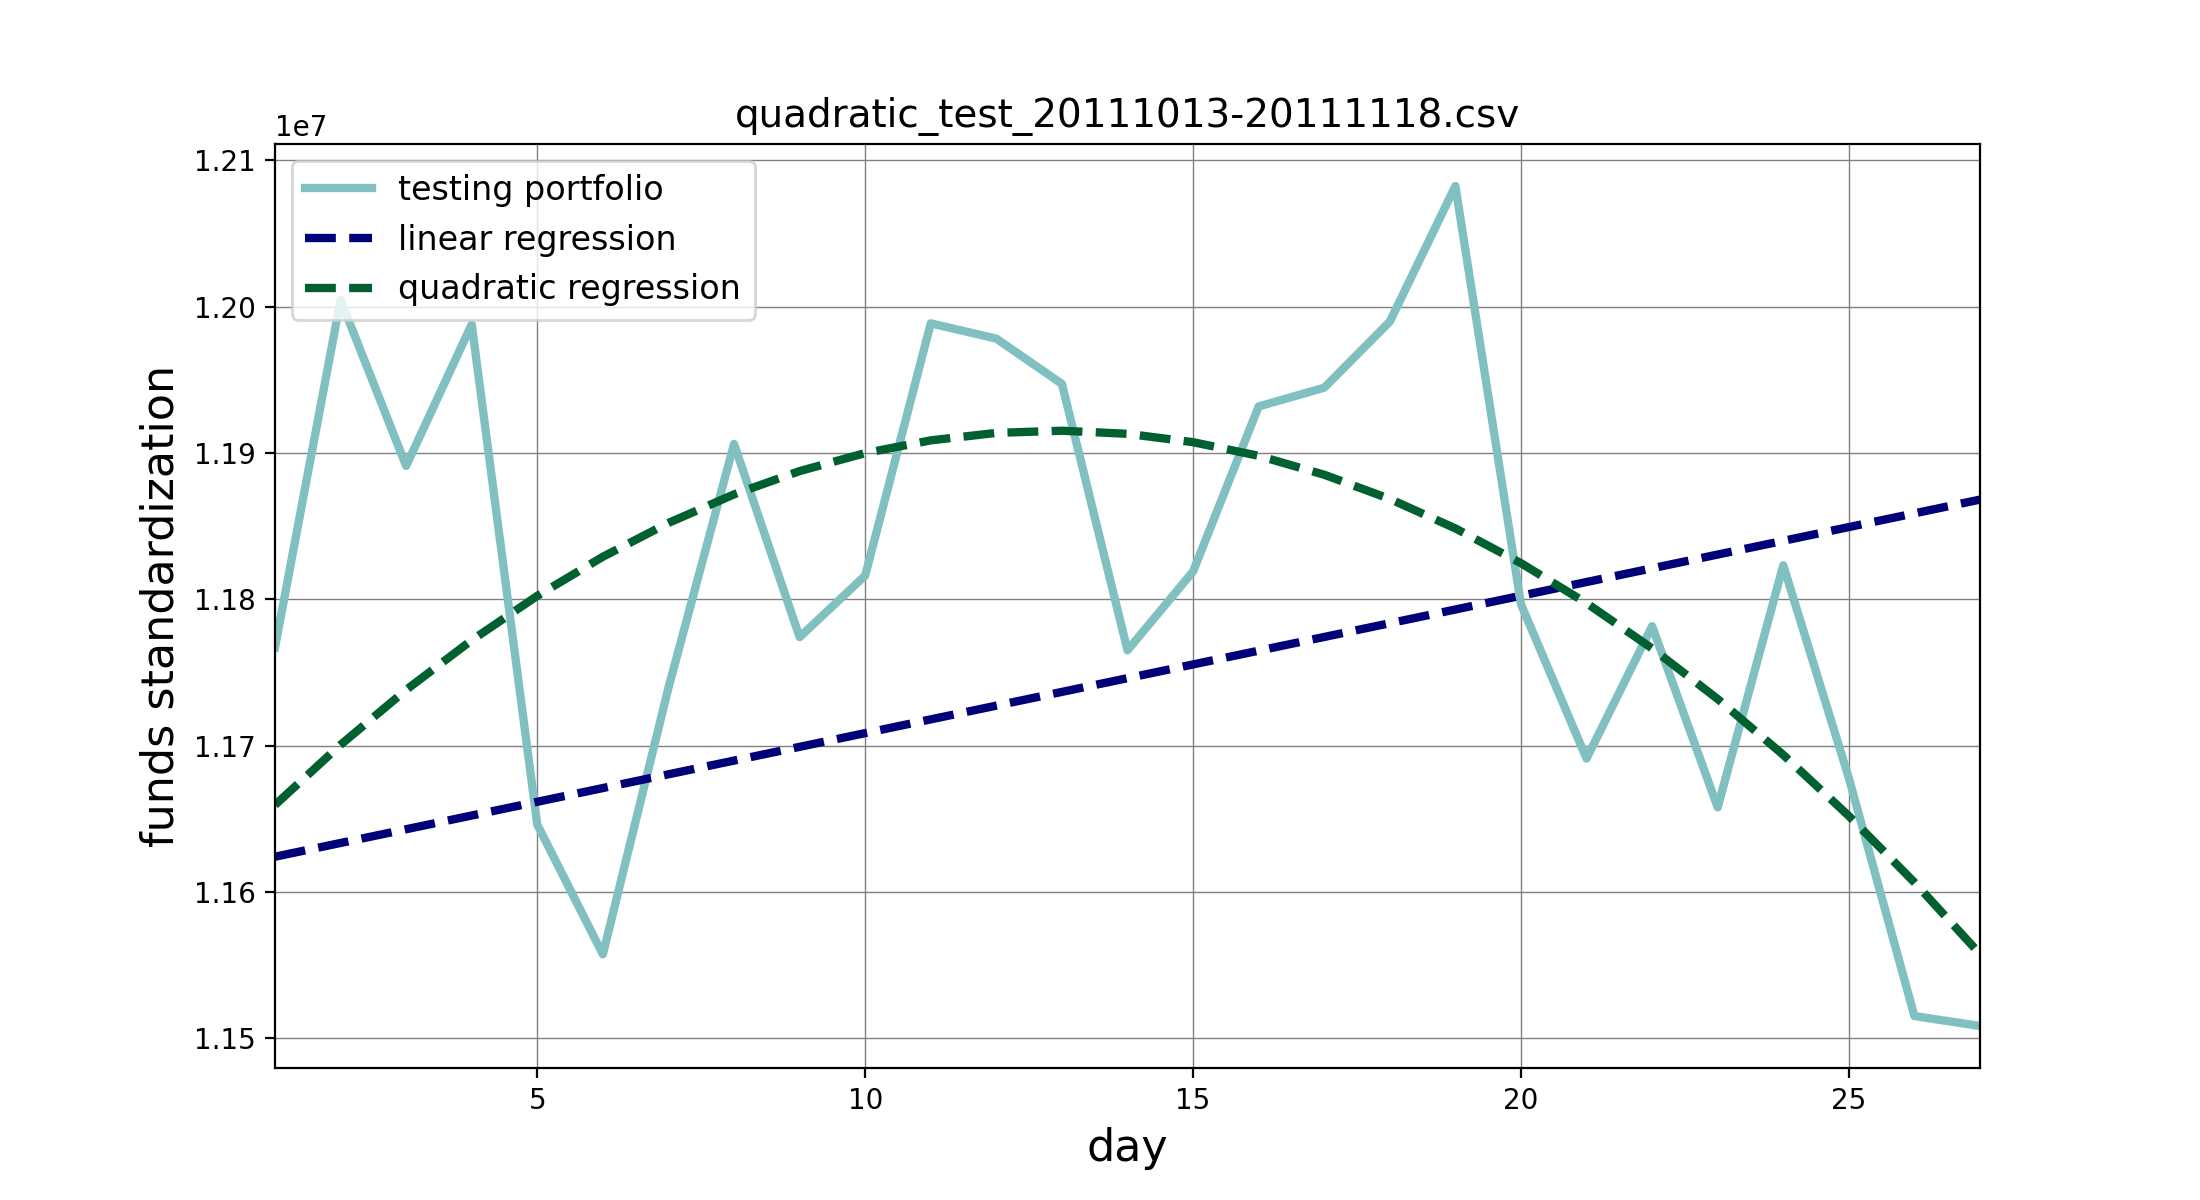 quadratic_test_20111013-20111118.csv
1e7
1.21
1.20
1.19
1.18
1.17
1.16
1.15
funds standardization
testing portfolio
linear regression
quadratic regression
5 10 15 20 25
day